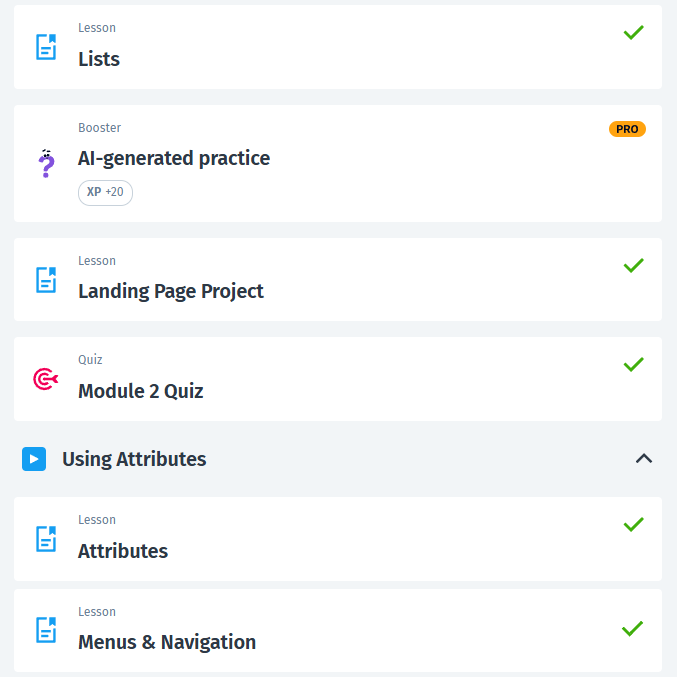 Lesson
Lists
Booster
PRO
AI-generated practice
XP +20
Lesson
Landing Page Project
Quiz
Module 2 Quiz
Using Attributes
Lesson
Attributes
Lesson
Menus & Navigation